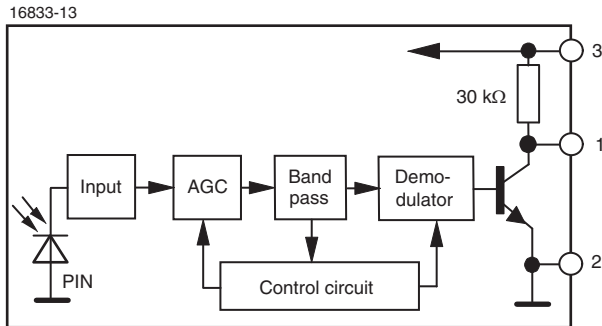 16833-13
3
30 kΩ
1
Input
AGC
Band
pass
Demo-
dulator
2
PIN
Control circuit